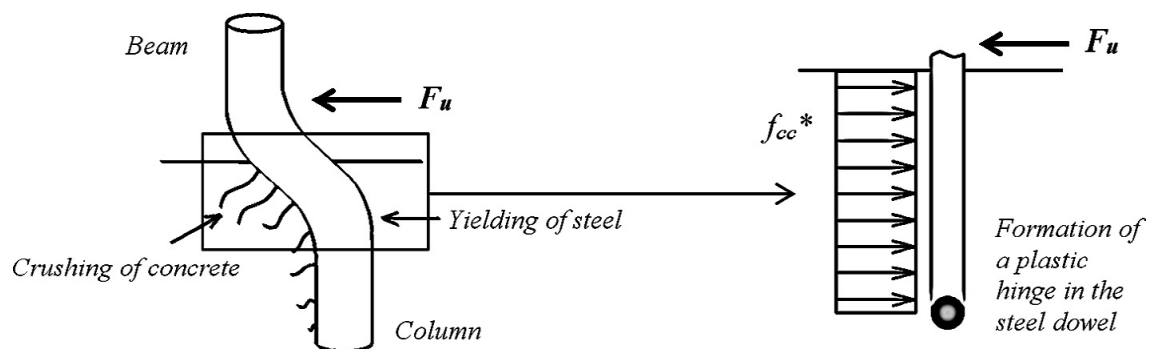 Beam
F_u
Yielding of steel
Crushing of concrete
Column
F_u
f_cc*
Formation of
a plastic
hinge in the
steel dowel